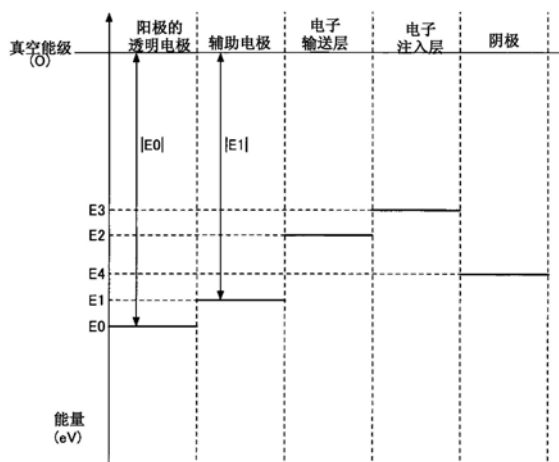 真空能级
(O)
阳极的
透明电极
辅助电极
电子
输送层
电子
注入层
阴极
|E0|
|E1|
E3
E2
E4
E1
E0
能量
(eV)